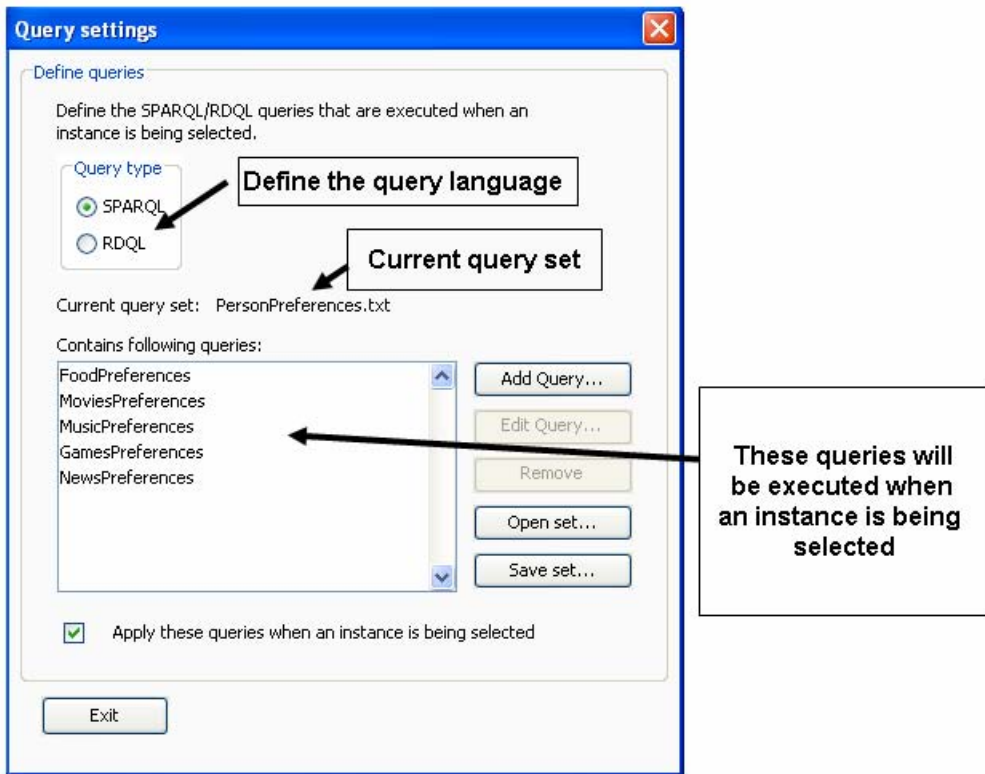 Query settings
Define queries
Define the SPARQL/RDQL queries that are executed when an
instance is being selected.
Query type
SPARQL
RDQL
Define the query language
Current query set
Current query set: PersonPreferences.txt
Contains following queries:
FoodPreferences
MoviesPreferences
MusicPreferences
GamesPreferences
NewsPreferences
Add Query...
Edit Query...
Remove
Open set...
Save set...
These queries will
be executed when
an instance is being
selected
Apply these queries when an instance is being selected
Exit